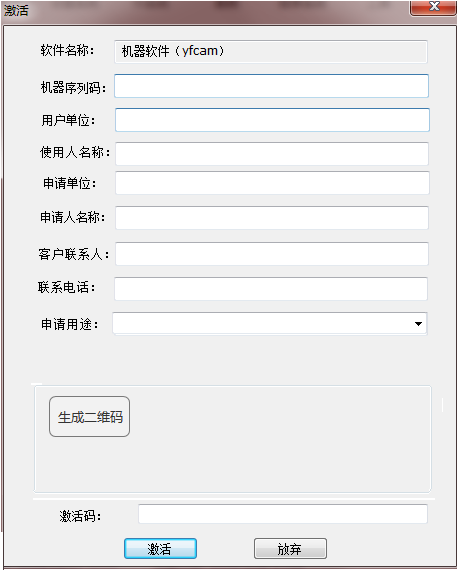 激活
软件名称： 机器软件（yfcam）
机器序列码：
用户单位：
使用人名称：
申请单位：
申请人名称：
客户联系人：
联系电话：
申请用途：
生成二维码
激活码：
激活 放弃